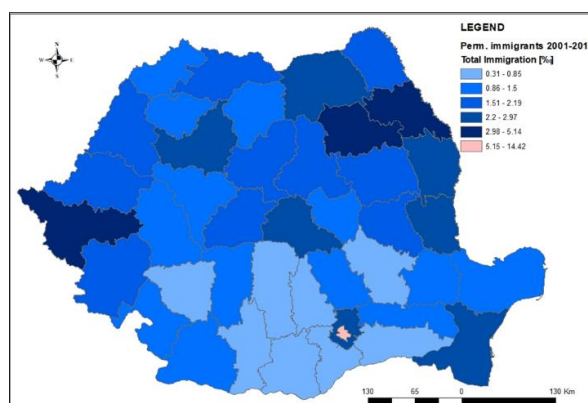 LEGEND
Perm. immigrants 2001-201
Total Immigration [‰]
0.31 - 0.85
0.86 - 1.5
1.51 - 2.19
2.2 - 2.97
2.98 - 5.14
5.15 - 14.42
N
W E
S
130 65 0 130 Km